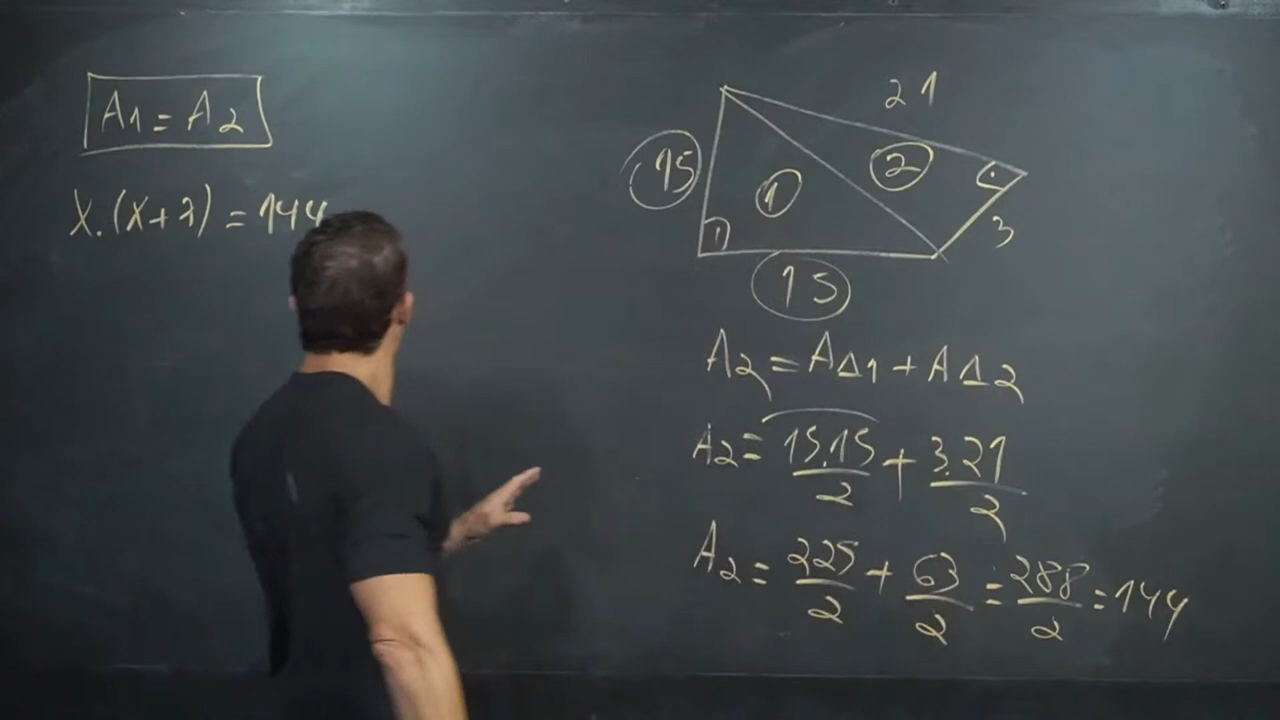 A1 = A2
X.(X+7) = 144
21
15
1
2
3
15
A2 = AΔ1 + AΔ2
A2 = 15.15/2 + 3.21/2
A2 = 225/2 + 63/2 = 288/2 = 144